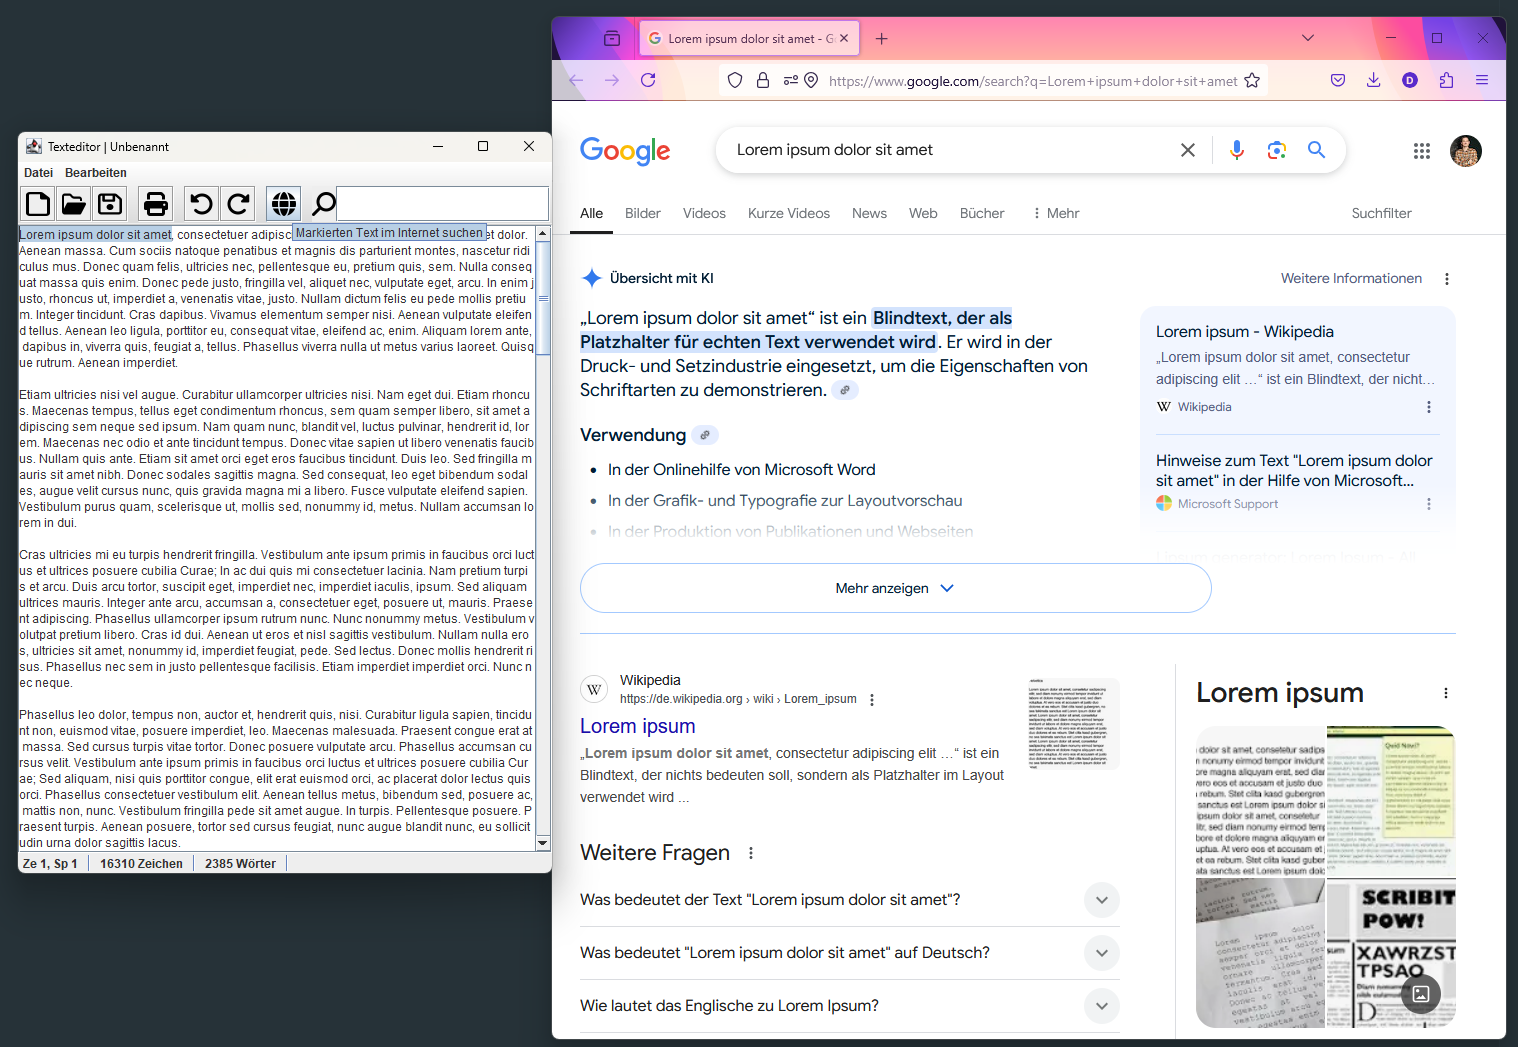 Texteditor | Unbenannt
Datei Bearbeiten
Markierten Text im Internet suchen
Lorem ipsum dolor sit amet, consectetuer adipisc et dolor.
Aenean massa. Cum sociis natoque penatibus et magnis dis parturient montes, nascetur ridi
culus mus. Donec quam felis, ultricies nec, pellentesque eu, pretium quis, sem. Nulla conseq
uat massa quis enim. Donec pede justo, fringilla vel, aliquet nec, vulputate eget, arcu. In enim j
usto, rhoncus ut, imperdiet a, venenatis vitae, justo. Nullam dictum felis eu pede mollis pretiu
m. Integer tincidunt. Cras dapibus. Vivamus elementum semper nisi. Aenean vulputate eleifen
d tellus. Aenean leo ligula, porttitor eu, consequat vitae, eleifend ac, enim. Aliquam lorem ante,
dapibus in, viverra quis, feugiat a, tellus. Phasellus viverra nulla ut metus varius laoreet. Quisq
ue rutrum. Aenean imperdiet.
Etiam ultricies nisi vel augue. Curabitur ullamcorper ultricies nisi. Nam eget dui. Etiam rhoncu
s. Maecenas tempus, tellus eget condimentum rhoncus, sem quam semper libero, sit amet a
dipiscing sem neque sed ipsum. Nam quam nunc, blandit vel, luctus pulvinar, hendrerit id, lor
em. Maecenas nec odio et ante tincidunt tempus. Donec vitae sapien ut libero venenatis faucib
us. Nullam quis ante. Etiam sit amet orci eget eros faucibus tincidunt. Duis leo. Sed fringilla m
auris sit amet nibh. Donec sodales sagittis magna. Sed consequat, leo eget bibendum sodal
es, augue velit cursus nunc, quis gravida magna mi a libero. Fusce vulputate eleifend sapien.
Vestibulum purus quam, scelerisque ut, mollis sed, nonummy id, metus. Nullam accumsan lo
rem in dui.
Cras ultricies mi eu turpis hendrerit fringilla. Vestibulum ante ipsum primis in faucibus orci luct
us et ultrices posuere cubilia Curae; In ac dui quis mi consectetuer lacinia. Nam pretium turpi
s et arcu. Duis arcu tortor, suscipit eget, imperdiet nec, imperdiet iaculis, ipsum. Sed aliquam
ultrices mauris. Integer ante arcu, accumsan a, consectetuer eget, posuere ut, mauris. Praese
nt adipiscing. Phasellus ullamcorper ipsum rutrum nunc. Nunc nonummy metus. Vestibulum v
olutpat pretium libero. Cras id dui. Aenean ut eros et nisl sagittis vestibulum. Nullam nulla ero
s, ultricies sit amet, nonummy id, imperdiet feugiat, pede. Sed lectus. Donec mollis hendrerit ri
sus. Phasellus nec sem in justo pellentesque facilisis. Etiam imperdiet imperdiet orci. Nunc n
ec neque.
Phasellus leo dolor, tempus non, auctor et, hendrerit quis, nisi. Curabitur ligula sapien, tincidu
nt non, euismod vitae, posuere imperdiet, leo. Maecenas malesuada. Praesent congue erat at
massa. Sed cursus turpis vitae tortor. Donec posuere vulputate arcu. Phasellus accumsan cu
rsus velit. Vestibulum ante ipsum primis in faucibus orci luctus et ultrices posuere cubilia Cur
ae; Sed aliquam, nisi quis porttitor congue, elit erat euismod orci, ac placerat dolor lectus quis
orci. Phasellus consectetuer vestibulum elit. Aenean tellus metus, bibendum sed, posuere ac,
mattis non, nunc. Vestibulum fringilla pede sit amet augue. In turpis. Pellentesque posuere. P
raesent turpis. Aenean posuere, tortor sed cursus feugiat, nunc augue blandit nunc, eu sollicit
udin urna dolor sagittis lacus.
Ze 1, Sp 1 16310 Zeichen 2385 Wörter
Lorem ipsum dolor sit amet - G
https://www.google.com/search?q=Lorem+ipsum+dolor+sit+amet
D
Google
Lorem ipsum dolor sit amet
Alle Bilder Videos Kurze Videos News Web Bücher Mehr Suchfilter
Übersicht mit KI
Weitere Informationen
„Lorem ipsum dolor sit amet“ ist ein Blindtext, der als
Platzhalter für echten Text verwendet wird. Er wird in der
Druck- und Setzindustrie eingesetzt, um die Eigenschaften von
Schriftarten zu demonstrieren.
Verwendung
• In der Onlinehilfe von Microsoft Word
• In der Grafik- und Typografie zur Layoutvorschau
• In der Produktion von Publikationen und Webseiten
Lorem ipsum - Wikipedia
„Lorem ipsum dolor sit amet, consectetur
adipiscing elit …“ ist ein Blindtext, der nicht…
W Wikipedia
Hinweise zum Text "Lorem ipsum dolor
sit amet" in der Hilfe von Microsoft...
Microsoft Support
Mehr anzeigen
W
Wikipedia
https://de.wikipedia.org › wiki › Lorem_ipsum
Lorem ipsum
„Lorem ipsum dolor sit amet, consectetur adipiscing elit …“ ist ein
Blindtext, der nichts bedeuten soll, sondern als Platzhalter im Layout
verwendet wird ...
Weitere Fragen
Was bedeutet der Text "Lorem ipsum dolor sit amet"?
Was bedeutet "Lorem ipsum dolor sit amet" auf Deutsch?
Wie lautet das Englische zu Lorem Ipsum?
Lorem ipsum
Quid Novi?
SCRIBIT
POW!
XAWRZST
TPSAO